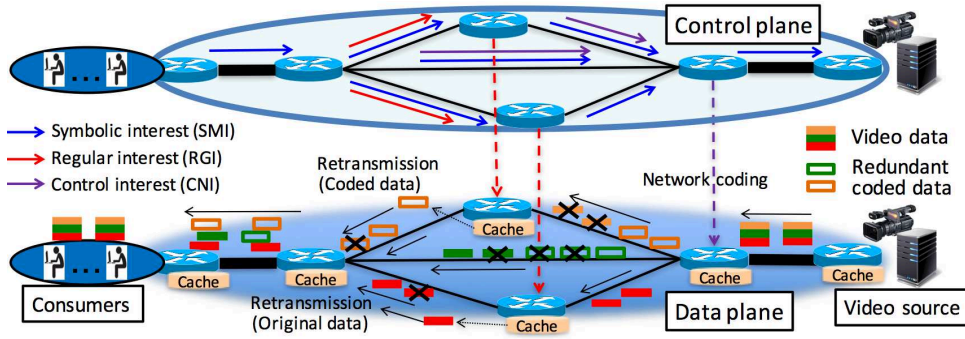 Control plane
Symbolic interest (SMI)
Regular interest (RGI)
Control interest (CNI)
Retransmission
(Coded data)
Network coding
Video data
Redundant
coded data
Cache
Cache
Cache
Cache
Cache
Cache
Consumers
Retransmission
(Original data)
Data plane
Video source